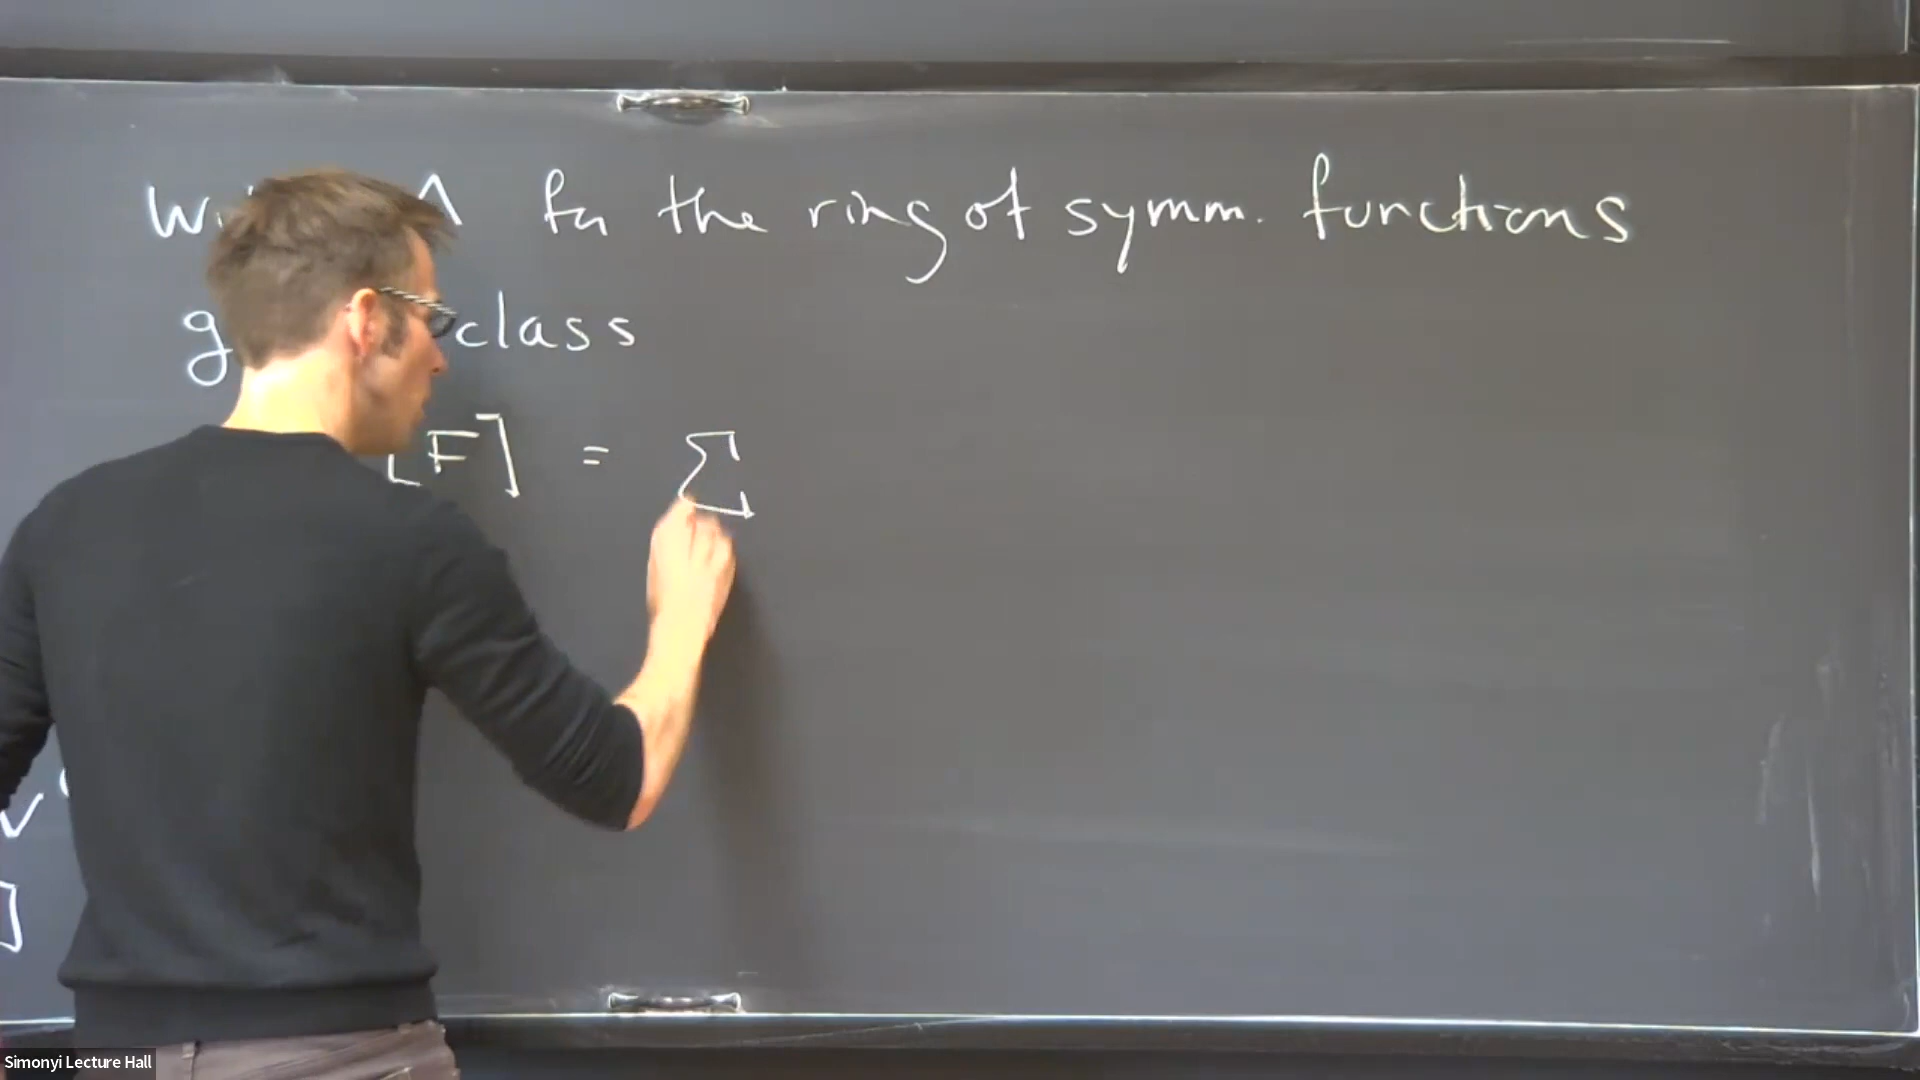 Λ for the ring of symm. functions
class
[F] = Σ
Simonyi Lecture Hall